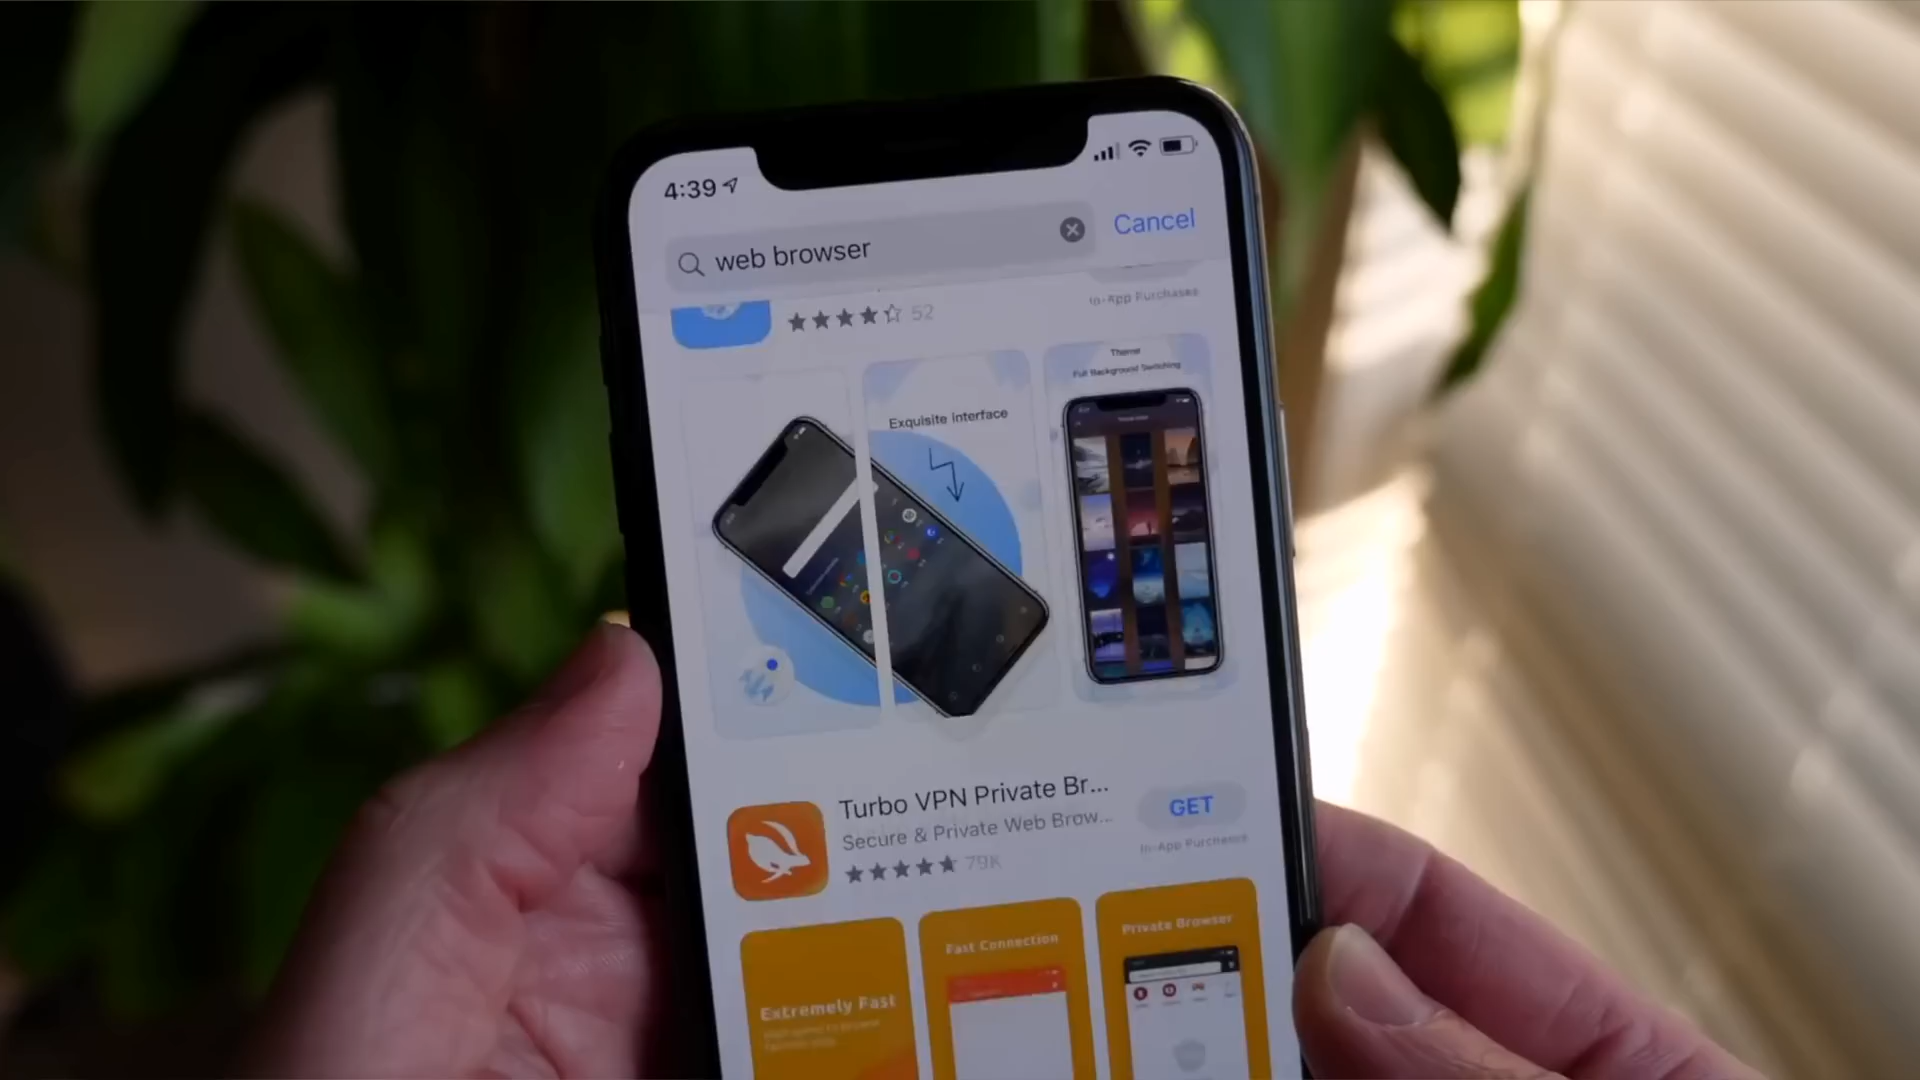 4:39
web browser
Cancel
52
In-App Purchases
Exquisite interface
Theme
Full Background Switching
Turbo VPN Private Br...
Secure & Private Web Brow...
79K
GET
In-App Purchases
Extremely Fast
Fast Connection
Private Browser